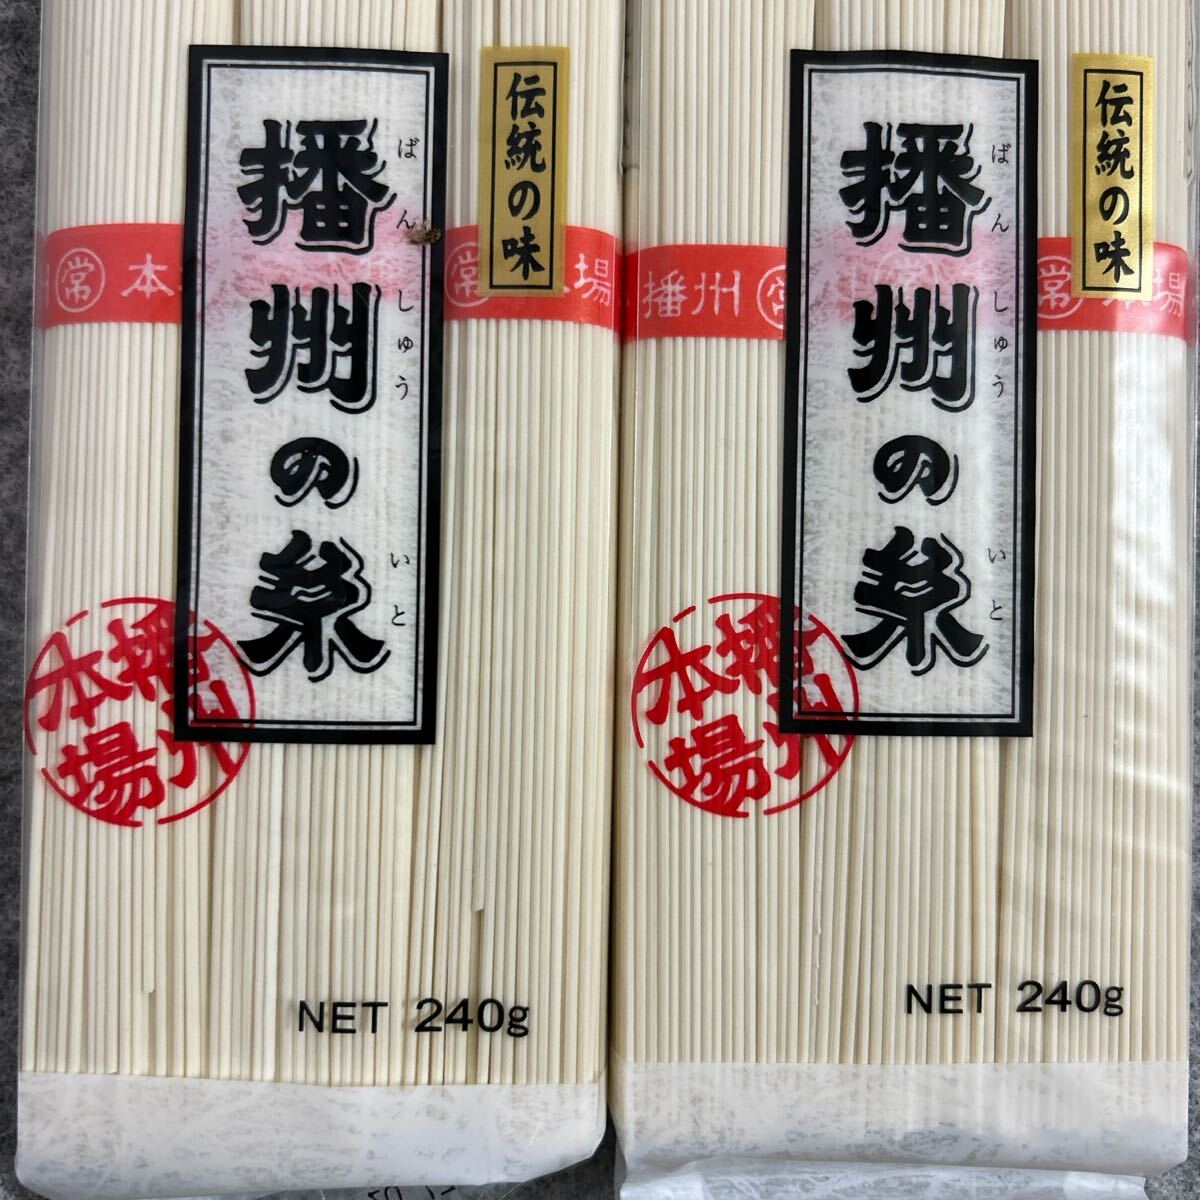 播州の糸
ばんしゅう
いと
伝統の味
常 本
常 場
播州
本場
NET 240g
播州の糸
ばんしゅう
いと
伝統の味
播州 常
常 場
播州
本場
NET 240g